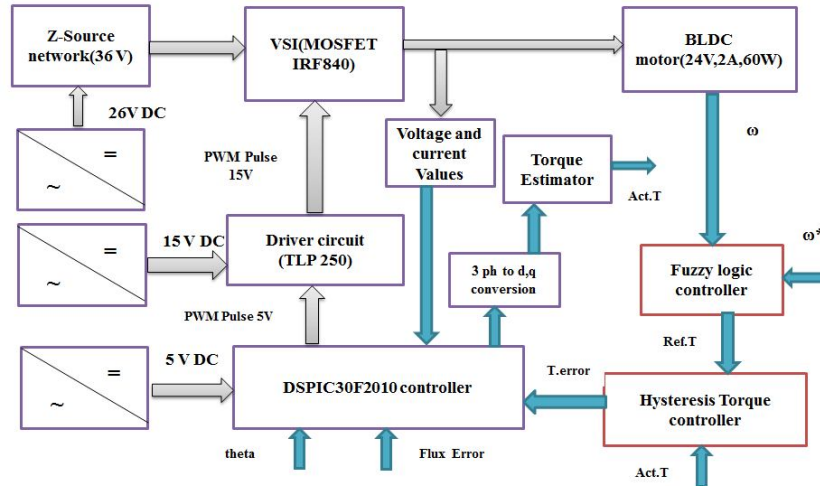 Z-Source
network(36 V)
VSI(MOSFET
IRF840)
BLDC
motor(24V,2A,60W)
26V DC
=
~
PWM Pulse
15V
Voltage and
current
Values
Torque
Estimator
Act.T
ω
ω*
15 V DC
=
~
Driver circuit
(TLP 250)
3 ph to d,q
conversion
Fuzzy logic
controller
PWM Pulse 5V
Ref.T
5 V DC
=
~
DSPIC30F2010 controller
T.error
Hysteresis Torque
controller
theta
Flux Error
Act.T